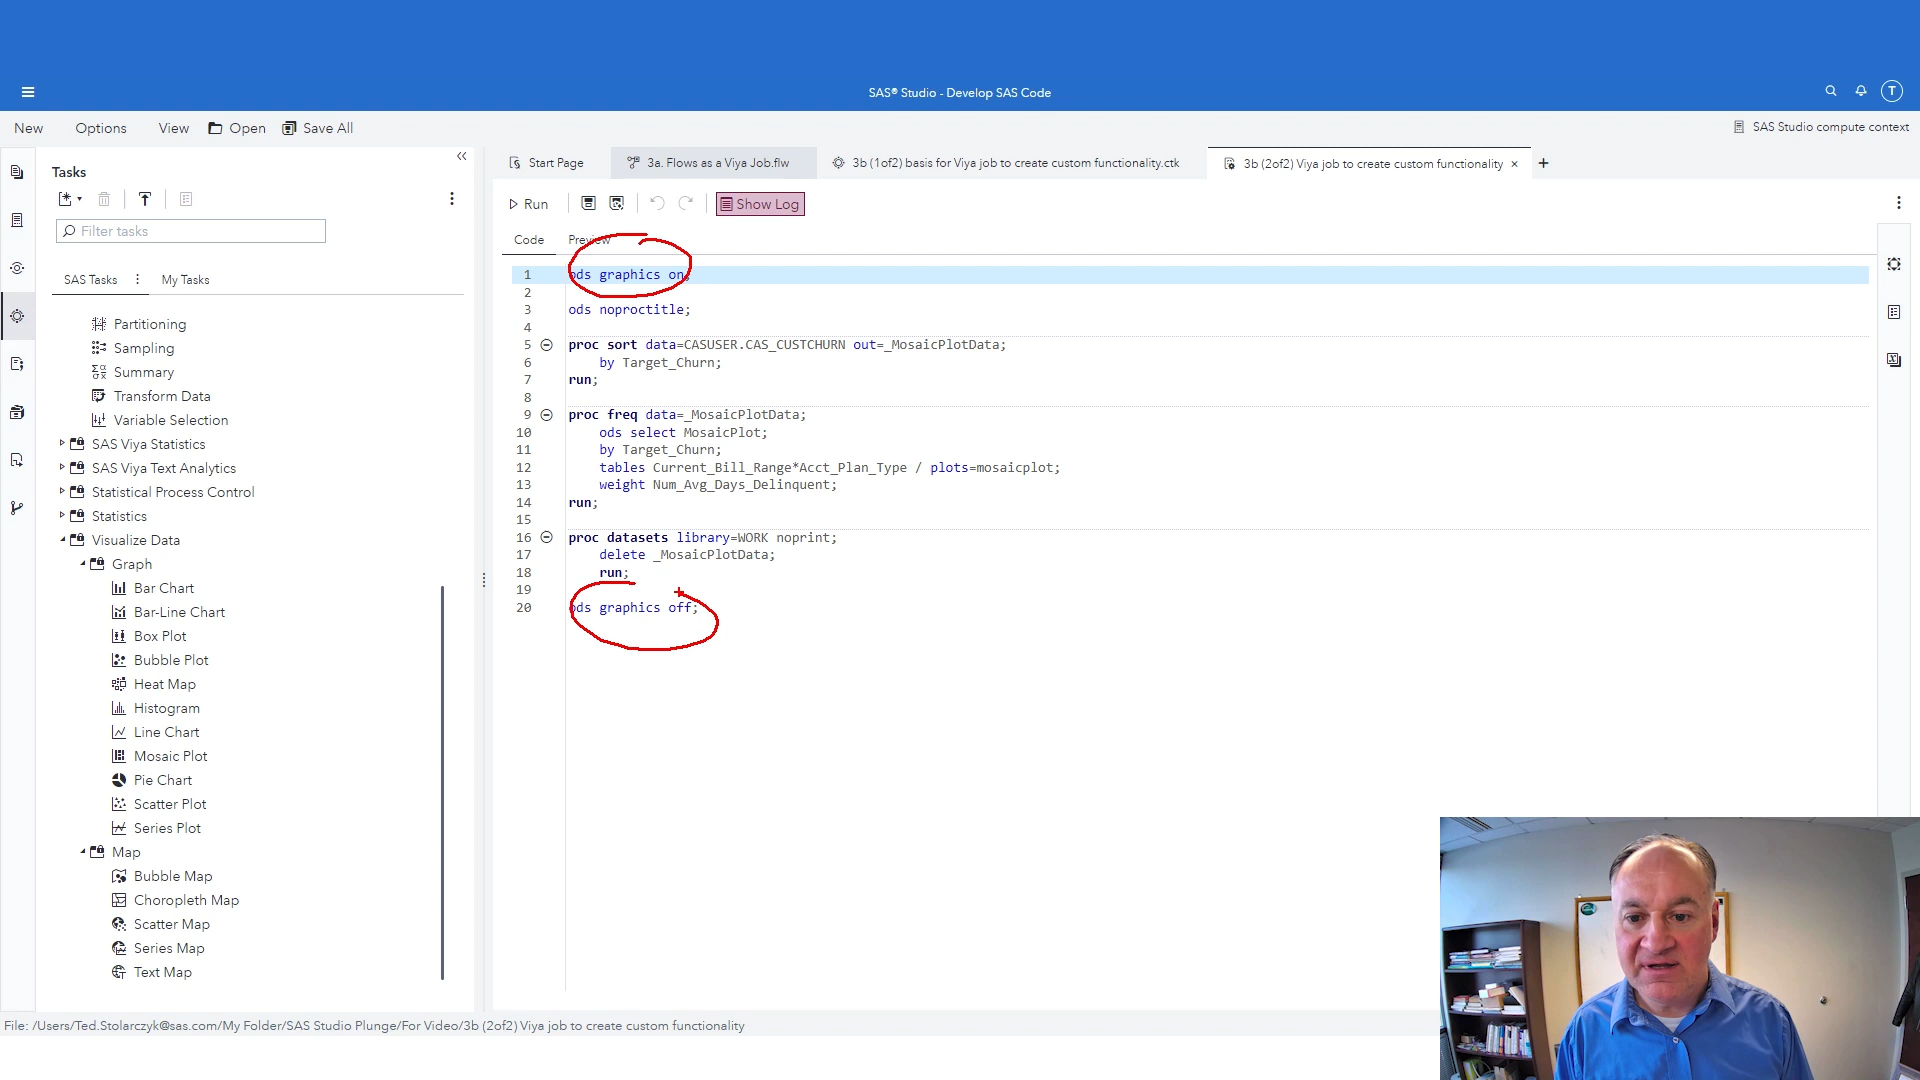 SAS® Studio - Develop SAS Code
T
New
Options
View
Open
Save All
SAS Studio compute context
Tasks
Filter tasks
SAS Tasks
My Tasks
Partitioning
Sampling
Summary
Transform Data
Variable Selection
SAS Viya Statistics
SAS Viya Text Analytics
Statistical Process Control
Statistics
Visualize Data
Graph
Bar Chart
Bar-Line Chart
Box Plot
Bubble Plot
Heat Map
Histogram
Line Chart
Mosaic Plot
Pie Chart
Scatter Plot
Series Plot
Map
Bubble Map
Choropleth Map
Scatter Map
Series Map
Text Map
Start Page
3a. Flows as a Viya Job.flw
3b (1of2) basis for Viya job to create custom functionality.ctk
3b (2of2) Viya job to create custom functionality
Run
Show Log
Code
Preview
1 ods graphics on;
2
3 ods noproctitle;
4
5 proc sort data=CASUSER.CAS_CUSTCHURN out=_MosaicPlotData;
6 by Target_Churn;
7 run;
8
9 proc freq data=_MosaicPlotData;
10 ods select MosaicPlot;
11 by Target_Churn;
12 tables Current_Bill_Range*Acct_Plan_Type / plots=mosaicplot;
13 weight Num_Avg_Days_Delinquent;
14 run;
15
16 proc datasets library=WORK noprint;
17 delete _MosaicPlotData;
18 run;
19
20 ods graphics off;
File: /Users/Ted.Stolarczyk@sas.com/My Folder/SAS Studio Plunge/For Video/3b (2of2) Viya job to create custom functionality